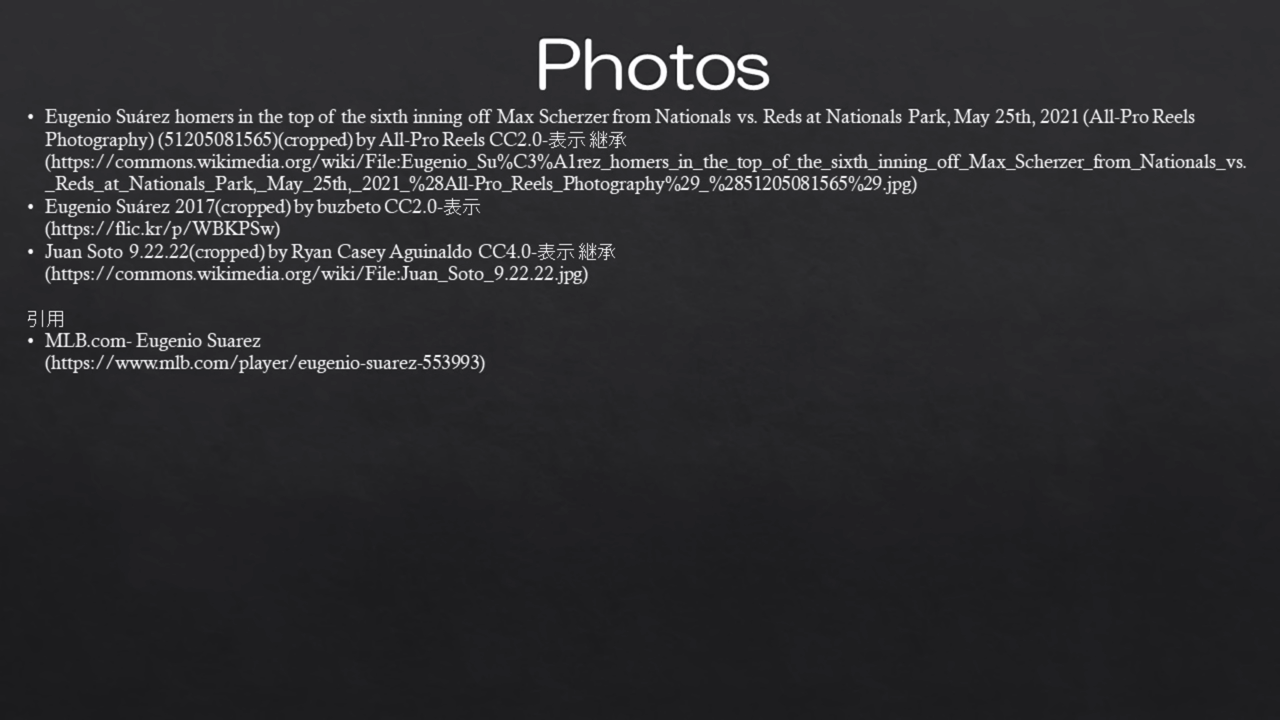 Photos
• Eugenio Suárez homers in the top of the sixth inning off Max Scherzer from Nationals vs. Reds at Nationals Park, May 25th, 2021 (All-Pro Reels
Photography) (51205081565)(cropped) by All-Pro Reels CC2.0-表示 継承
(https://commons.wikimedia.org/wiki/File:Eugenio_Su%C3%A1rez_homers_in_the_top_of_the_sixth_inning_off_Max_Scherzer_from_Nationals_vs.
_Reds_at_Nationals_Park,_May_25th,_2021_%28All-Pro_Reels_Photography%29_%2851205081565%29.jpg)
• Eugenio Suárez 2017(cropped) by buzbeto CC2.0-表示
(https://flic.kr/p/WBKPSw)
• Juan Soto 9.22.22(cropped) by Ryan Casey Aguinaldo CC4.0-表示 継承
(https://commons.wikimedia.org/wiki/File:Juan_Soto_9.22.22.jpg)
引用
• MLB.com- Eugenio Suarez
(https://www.mlb.com/player/eugenio-suarez-553993)